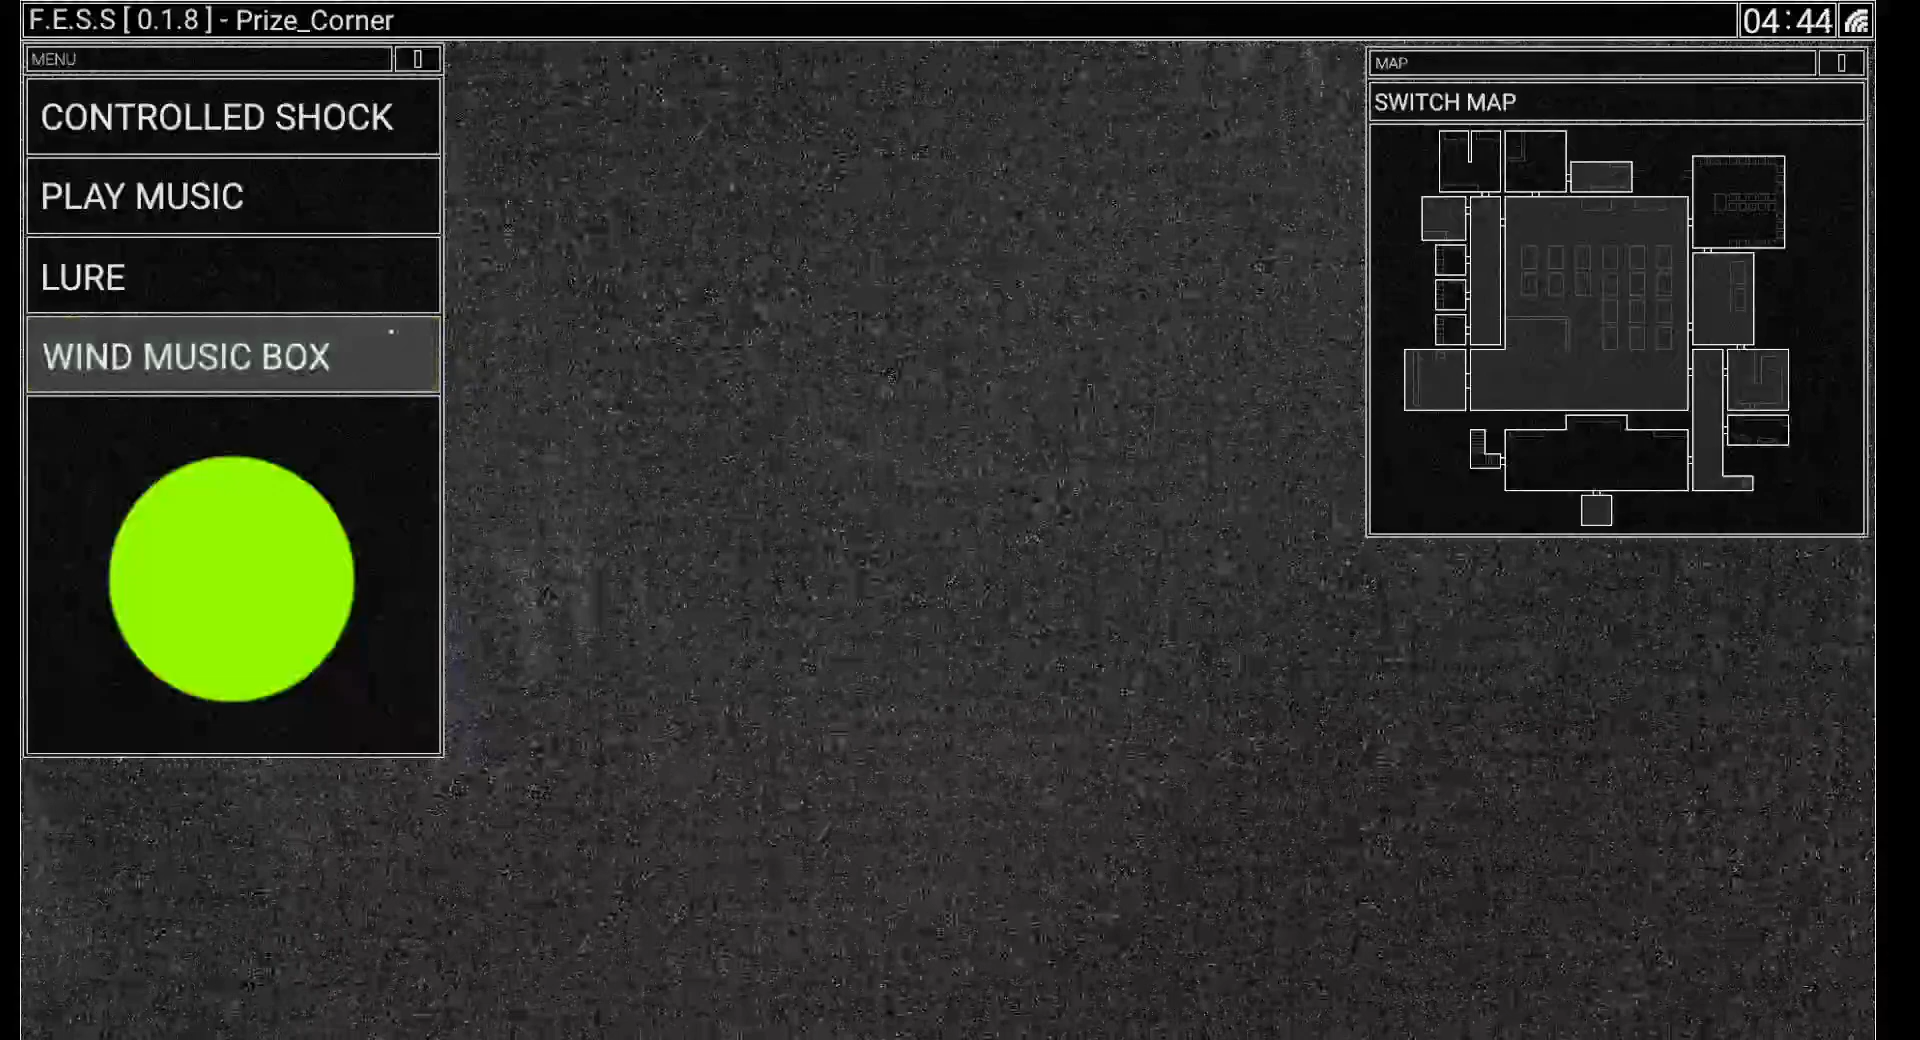 F.E.S.S [ 0.1.8 ] - Prize_Corner
04:44
MENU
CONTROLLED SHOCK
PLAY MUSIC
LURE
WIND MUSIC BOX
MAP
SWITCH MAP